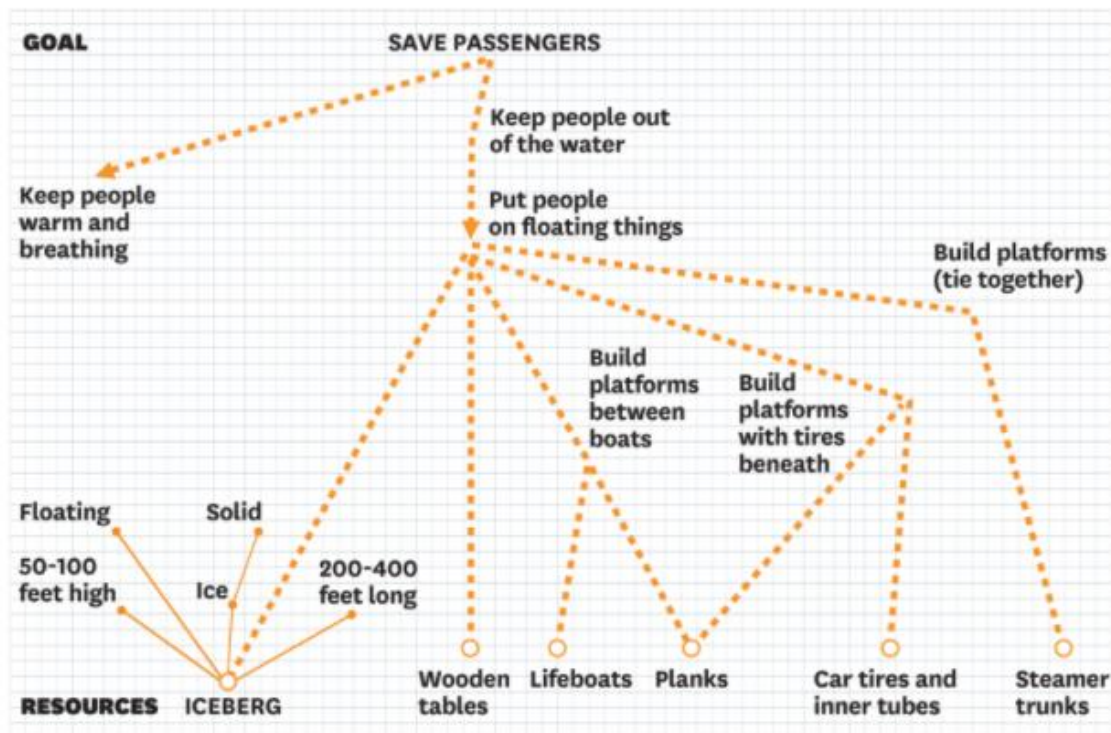 GOAL
SAVE PASSENGERS
Keep people out
of the water
Keep people
warm and
breathing
Put people
on floating things
Build platforms
(tie together)
Build
platforms
between
boats
Build
platforms
with tires
beneath
Floating
Solid
50-100
feet high
Ice
200-400
feet long
RESOURCES
ICEBERG
Wooden
tables
Lifeboats
Planks
Car tires and
inner tubes
Steamer
trunks